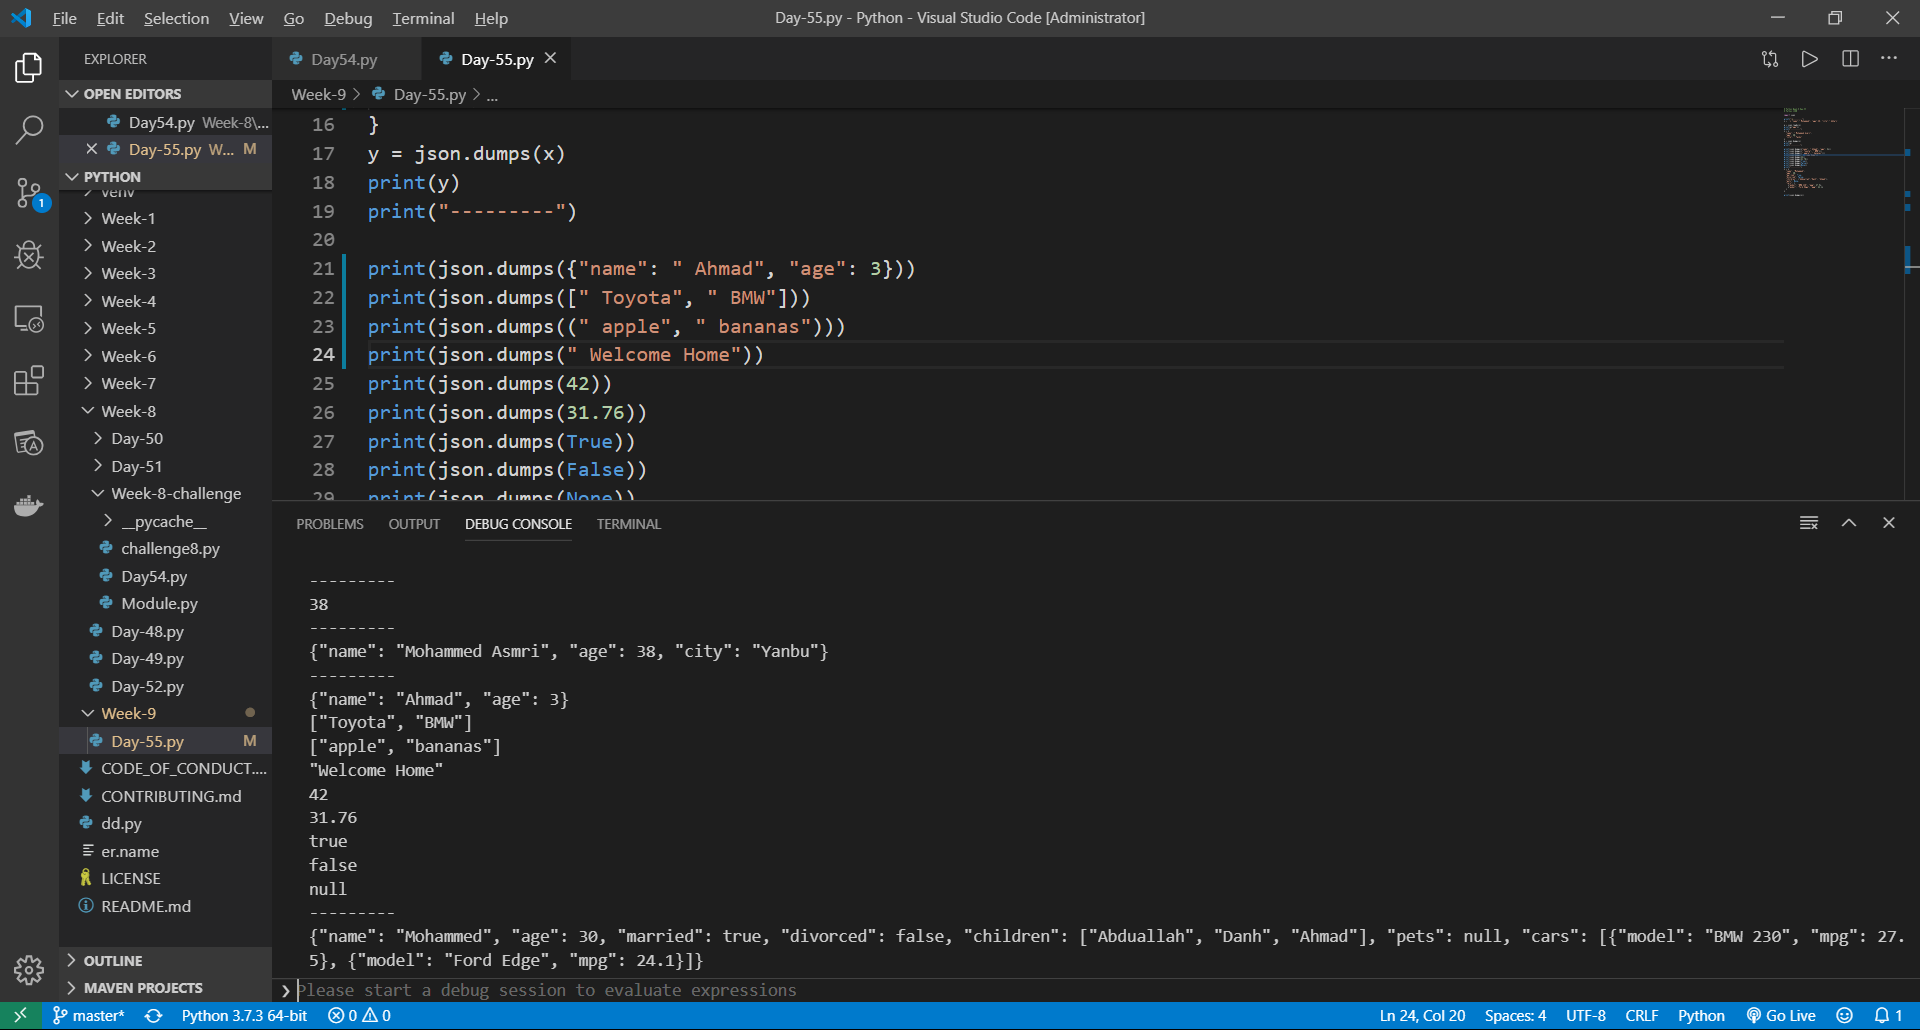 File Edit Selection View Go Debug Terminal Help
Day-55.py - Python - Visual Studio Code [Administrator]
EXPLORER
OPEN EDITORS
Day54.py Week-8\...
Day-55.py W... M
PYTHON
venv
Week-1
Week-2
Week-3
Week-4
Week-5
Week-6
Week-7
Week-8
Day-50
Day-51
Week-8-challenge
__pycache__
challenge8.py
Day54.py
Module.py
Day-48.py
Day-49.py
Day-52.py
Week-9
Day-55.py M
CODE_OF_CONDUCT....
CONTRIBUTING.md
dd.py
er.name
LICENSE
README.md
OUTLINE
MAVEN PROJECTS
1
Day54.py Day-55.py
Week-9 > Day-55.py > ...
16 }
17 y = json.dumps(x)
18 print(y)
19 print("---------")
20
21 print(json.dumps({"name": " Ahmad", "age": 3}))
22 print(json.dumps([" Toyota", " BMW"]))
23 print(json.dumps((" apple", " bananas")))
24 print(json.dumps(" Welcome Home"))
25 print(json.dumps(42))
26 print(json.dumps(31.76))
27 print(json.dumps(True))
28 print(json.dumps(False))
29 print(json.dumps(None))
PROBLEMS OUTPUT DEBUG CONSOLE TERMINAL
---------
38
---------
{"name": "Mohammed Asmri", "age": 38, "city": "Yanbu"}
---------
{"name": "Ahmad", "age": 3}
["Toyota", "BMW"]
["apple", "bananas"]
"Welcome Home"
42
31.76
true
false
null
---------
{"name": "Mohammed", "age": 30, "married": true, "divorced": false, "children": ["Abduallah", "Danh", "Ahmad"], "pets": null, "cars": [{"model": "BMW 230", "mpg": 27.
5}, {"model": "Ford Edge", "mpg": 24.1}]}
Please start a debug session to evaluate expressions
master* Python 3.7.3 64-bit 0 0 Ln 24, Col 20 Spaces: 4 UTF-8 CRLF Python Go Live 1